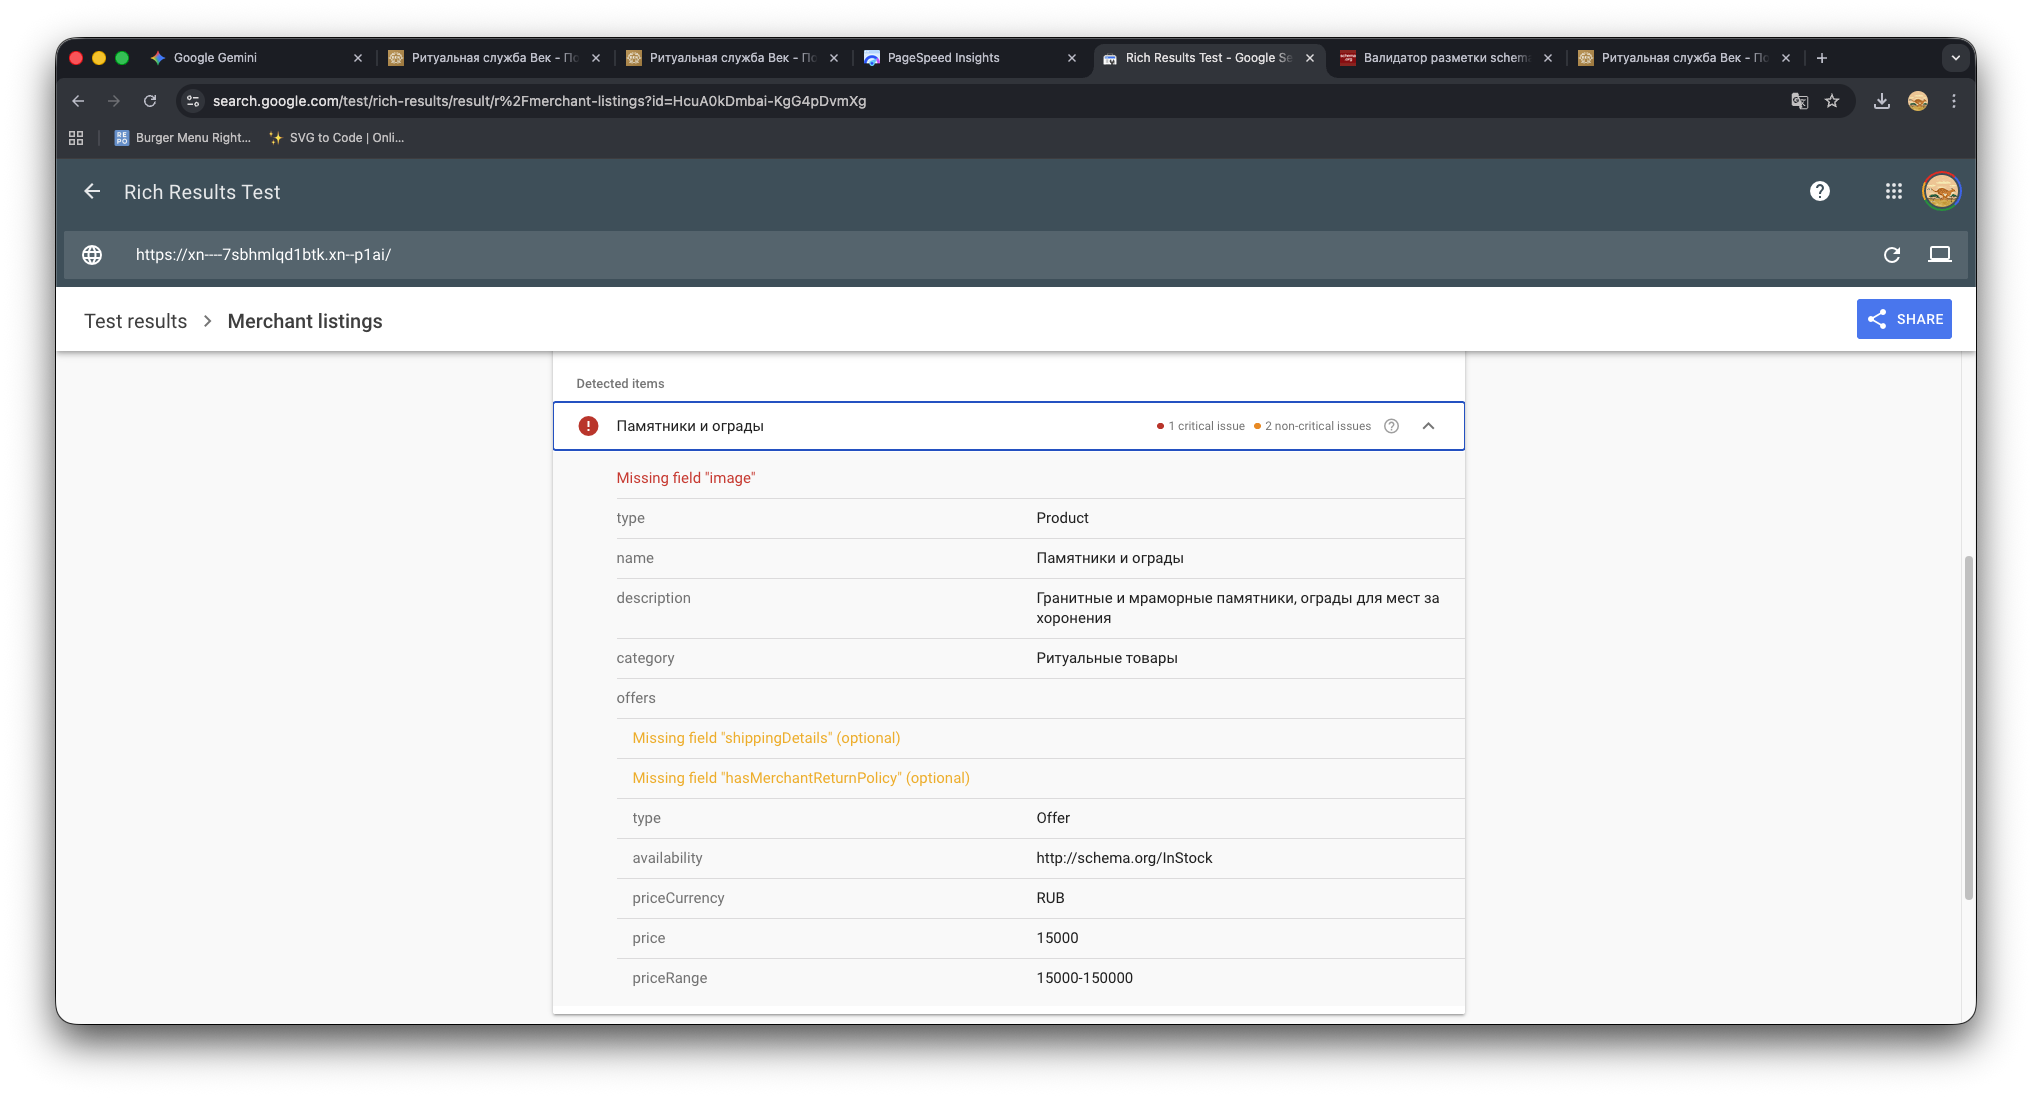 Google Gemini
Ритуальная служба Век - По
Ритуальная служба Век - По
PageSpeed Insights
Rich Results Test - Google Se
Валидатор разметки schem
Ритуальная служба Век - По
search.google.com/test/rich-results/result/r%2Fmerchant-listings?id=HcuA0kDmbai-KgG4pDvmXg
REPO Burger Menu Right...
SVG to Code | Onli...
Rich Results Test
https://xn----7sbhmlqd1btk.xn--p1ai/
Test results > Merchant listings
SHARE
Detected items
Памятники и ограды
1 critical issue
2 non-critical issues
Missing field "image"
type Product
name Памятники и ограды
description Гранитные и мраморные памятники, ограды для мест за
хоронения
category Ритуальные товары
offers
Missing field "shippingDetails" (optional)
Missing field "hasMerchantReturnPolicy" (optional)
type Offer
availability http://schema.org/InStock
priceCurrency RUB
price 15000
priceRange 15000-150000